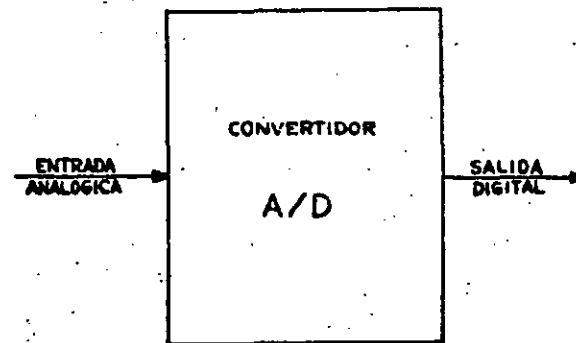 CONVERTIDOR
ENTRADA
ANALOGICA
A/D
SALIDA
DIGITAL